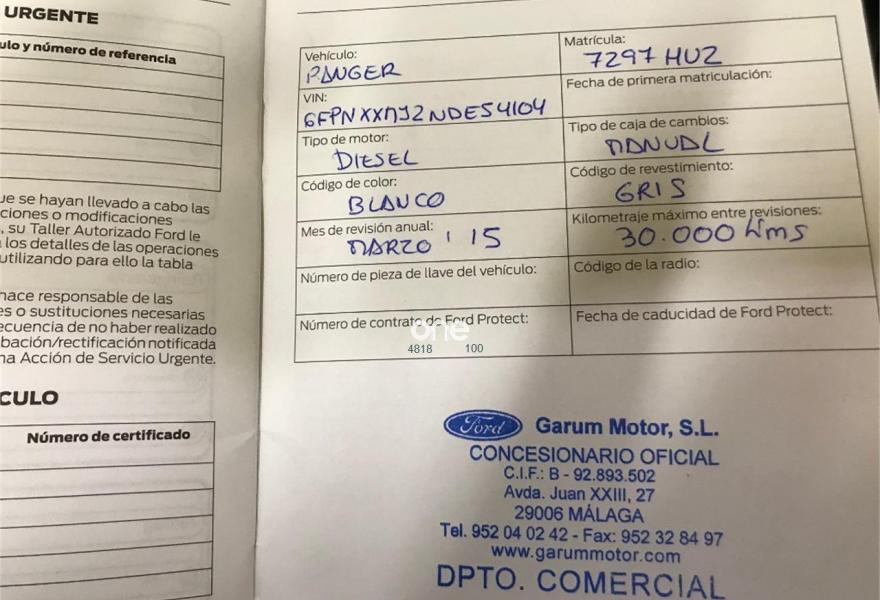 URGENTE
ulo y número de referencia
ue se hayan llevado a cabo las
ciones o modificaciones
, su Taller Autorizado Ford le
los detalles de las operaciones
utilizando para ello la tabla
hace responsable de las
es o sustituciones necesarias
ecuencia de no haber realizado
bación/rectificación notificada
na Acción de Servicio Urgente.
CULO
Número de certificado
Vehículo:
RANGER
Matrícula:
7297 HVZ
VIN:
6FPNXXMJ2NDE54104
Fecha de primera matriculación:
Tipo de motor:
DIESEL
Tipo de caja de cambios:
MANUAL
Código de color:
BLANCO
Código de revestimiento:
GRIS
Mes de revisión anual:
MARZO ' 15
Kilometraje máximo entre revisiones:
30.000 Kms
Número de pieza de llave del vehículo:
Código de la radio:
Número de contrato de Ford Protect:
Fecha de caducidad de Ford Protect:
one
4818 100
Ford Garum Motor, S.L.
CONCESIONARIO OFICIAL
C.I.F.: B - 92.893.502
Avda. Juan XXIII, 27
29006 MÁLAGA
Tel. 952 04 02 42 - Fax: 952 32 84 97
www.garummotor.com
DPTO. COMERCIAL